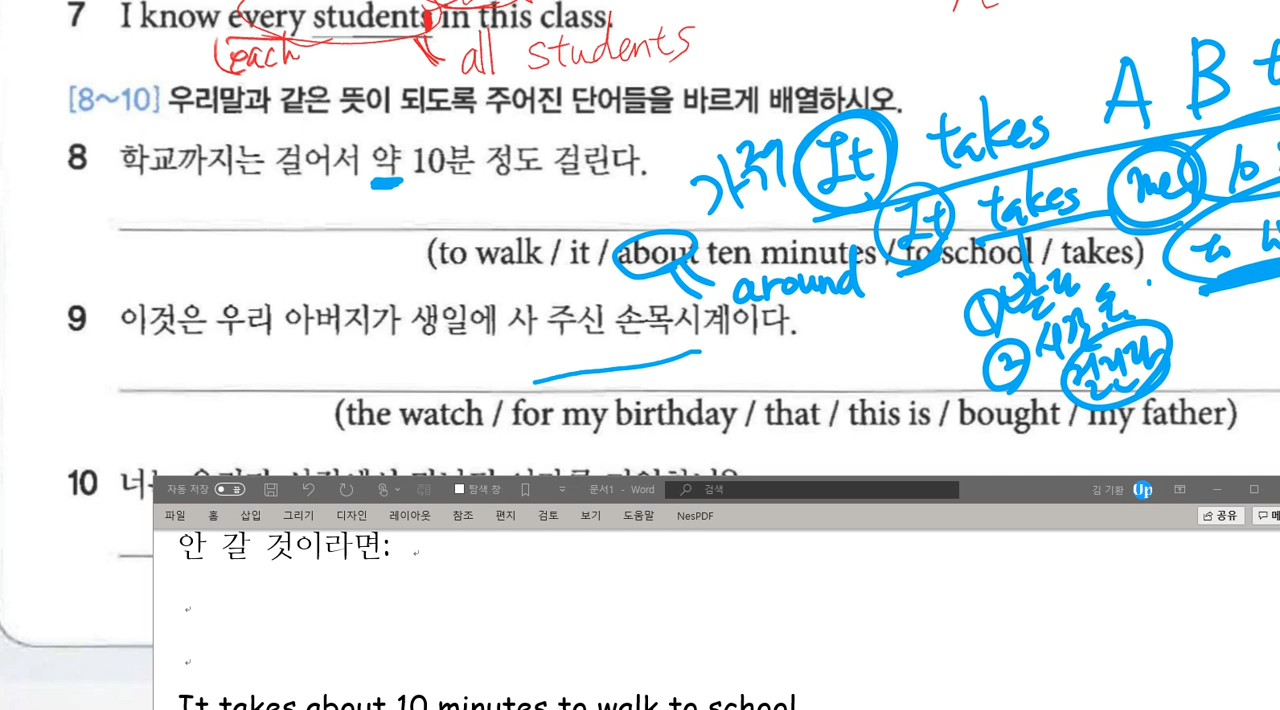 7 I know every students in this class.
(each all students
[8~10] 우리말과 같은 뜻이 되도록 주어진 단어들을 바르게 배열하시오.
A B
takes
It
8 학교까지는 걸어서 약 10분 정도 걸린다.
It takes me to
(to walk / it / about ten minutes / to school / takes)
to
around
9 이것은 우리 아버지가 생일에 사 주신 손목시계이다.
①
②
(the watch / for my birthday / that / this is / bought / my father)
10 너는
자동 저장 탐색 창 문서1 - Word 검색 김 기환
파일 홈 삽입 그리기 디자인 레이아웃 참조 편지 검토 보기 도움말 NesPDF 공유
안 갈 것이라면:
It takes about 10 minutes to walk to school